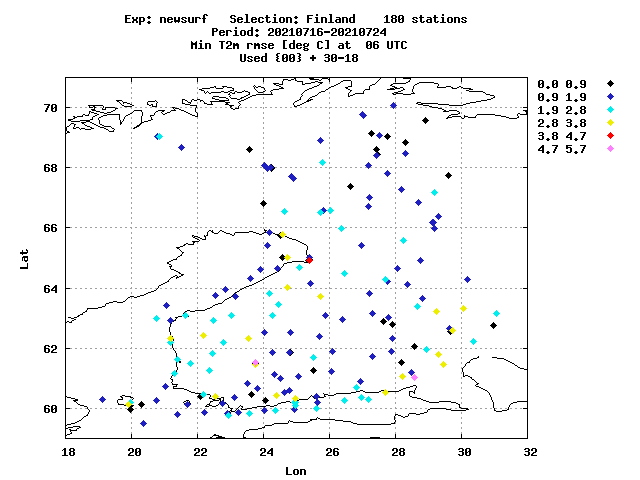 Exp: newsurf   Selection: Finland    180 stations
Period: 20210716-20210724
Min T2m rmse [deg C] at  06 UTC
Used {00} + 30-18
0.0 0.9
0.9 1.9
1.9 2.8
2.8 3.8
3.8 4.7
4.7 5.7
70
68
66
64
62
60
Lat
18 20 22 24 26 28 30 32
Lon